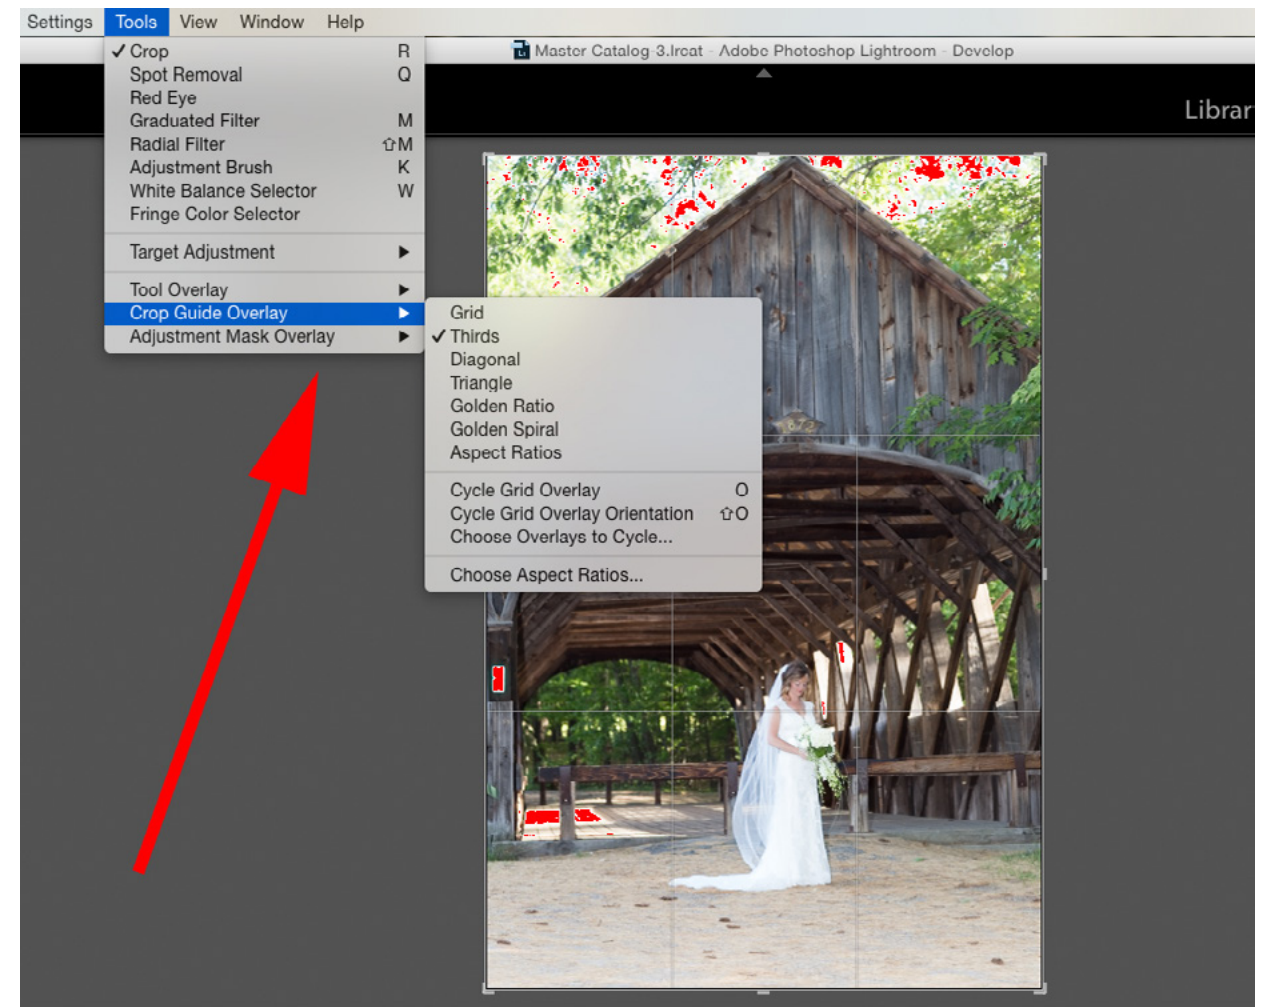 Settings Tools View Window Help
Master Catalog-3.lrcat - Adobe Photoshop Lightroom - Develop
Librar
✓ Crop R
Spot Removal Q
Red Eye
Graduated Filter M
Radial Filter ⇧M
Adjustment Brush K
White Balance Selector W
Fringe Color Selector
Target Adjustment ▶
Tool Overlay ▶
Crop Guide Overlay ▶
Adjustment Mask Overlay ▶
Grid
✓ Thirds
Diagonal
Triangle
Golden Ratio
Golden Spiral
Aspect Ratios
Cycle Grid Overlay O
Cycle Grid Overlay Orientation ⇧O
Choose Overlays to Cycle...
Choose Aspect Ratios...
1872